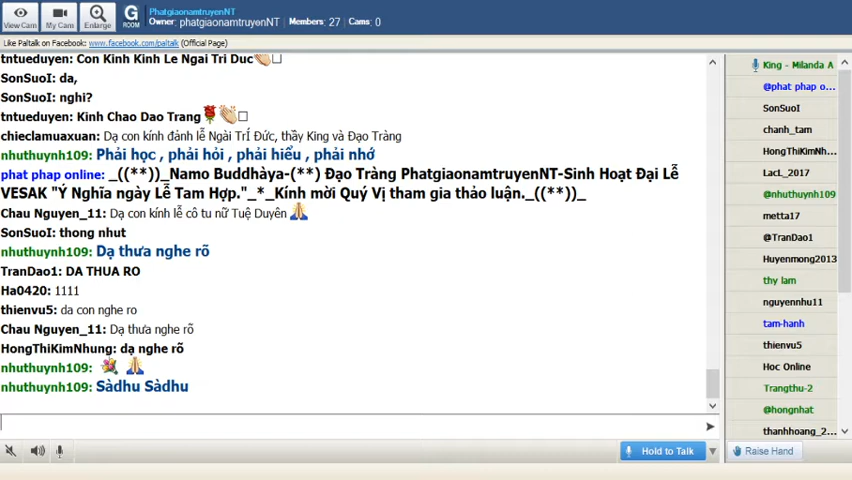 View Cam
My Cam
Enlarge
G
ROOM
PhatgiaonamtruyenNT
Owner: phatgiaonamtruyenNT | Members: 27 | Cams: 0
Like Paltalk on Facebook: www.facebook.com/paltalk (Official Page)
tntueduyen: Con Kinh Kinh Le Ngai Tri Duc👏□
SonSuoI: da,
SonSuoI: nghi?
tntueduyen: Kinh Chao Dao Trang🌹👏□
chieclamuaxuan: Dạ con kính đảnh lễ Ngài TrÍ Đức, thầy King và Đạo Tràng
nhuthuynh109: Phải học , phải hỏi , phải hiểu , phải nhớ
phat phap online: _((**))_Namo Buddhàya-(**) Đạo Tràng PhatgiaonamtruyenNT-Sinh Hoạt Đại Lễ
VESAK "Ý Nghĩa ngày Lễ Tam Hợp."_*_Kính mời Quý Vị tham gia thảo luận._((**))_
Chau Nguyen_11: Dạ con kính lễ cô tu nữ Tuệ Duyên 🙏
SonSuoI: thong nhut
nhuthuynh109: Dạ thưa nghe rõ
TranDao1: DA THUA RO
Ha0420: 1111
thienvu5: da con nghe ro
Chau Nguyen_11: Dạ thưa nghe rõ
HongThiKimNhung: dạ nghe rõ
nhuthuynh109: 💐 🙏
nhuthuynh109: Sàdhu Sàdhu
King - Milanda A
@phat phap o...
SonSuoI
chanh_tam
HongThiKimNh...
LacL_2017
@nhuthuynh109
metta17
@TranDao1
Huyenmong2013
thy lam
nguyennhu11
tam-hanh
thienvu5
Hoc Online
Trangthu-2
@hongnhat
thanhhoang_2...
Hold to Talk
Raise Hand